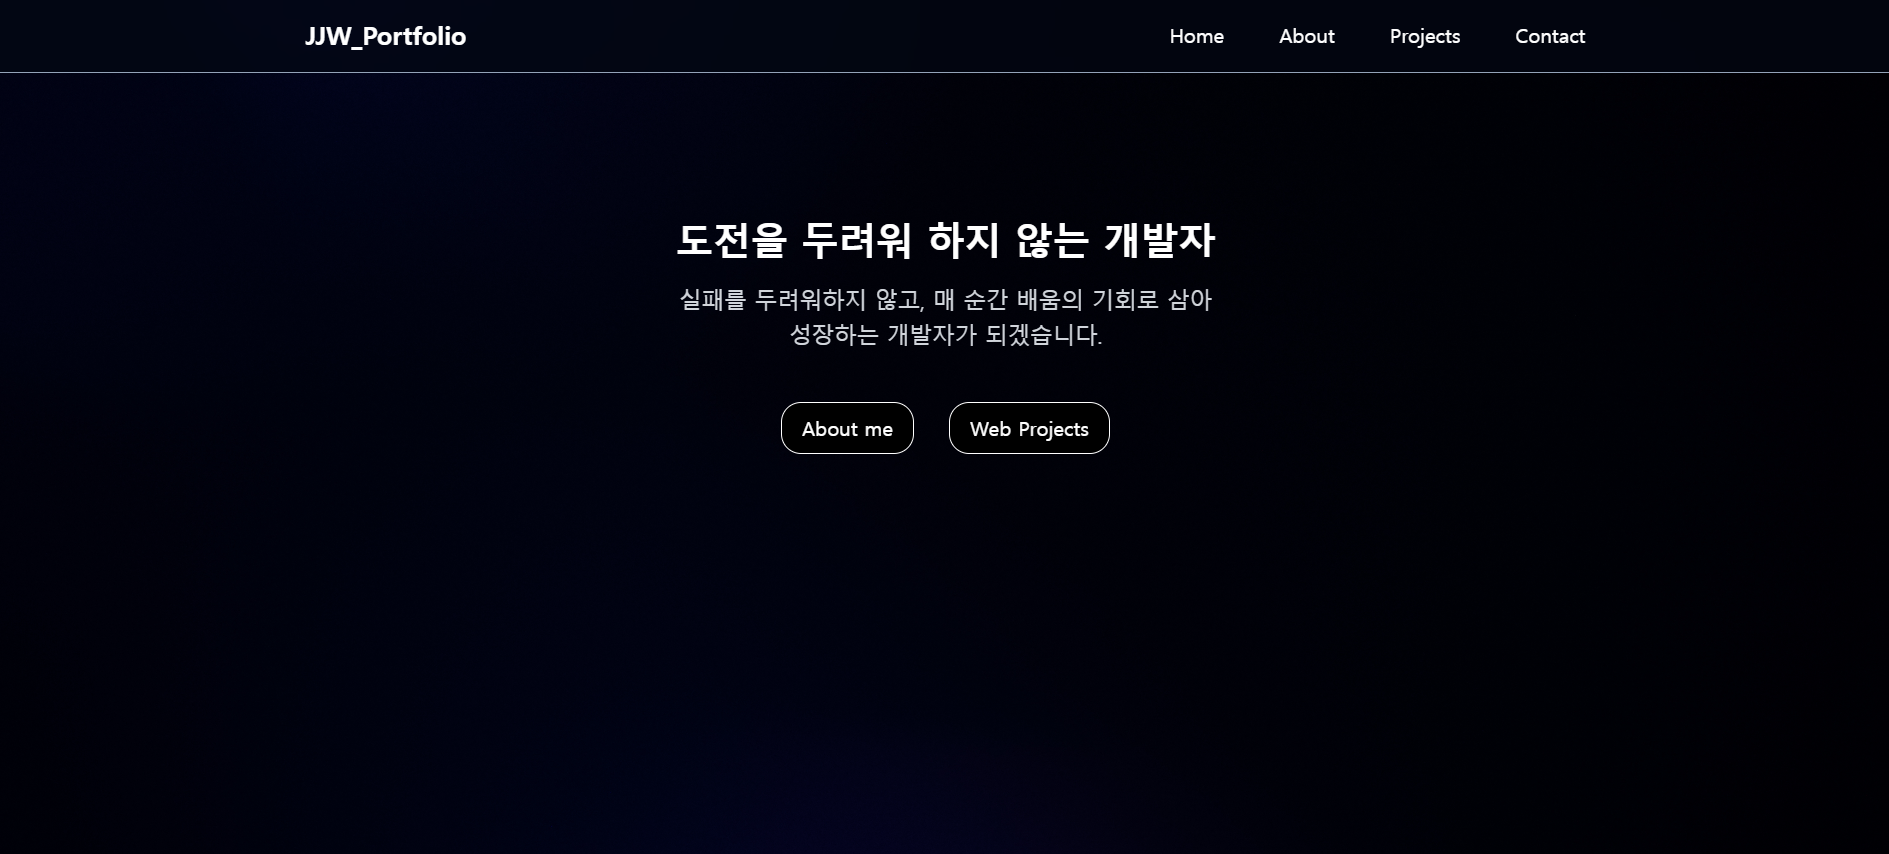 JJW_Portfolio
Home About Projects Contact
도전을 두려워 하지 않는 개발자
실패를 두려워하지 않고, 매 순간 배움의 기회로 삼아
성장하는 개발자가 되겠습니다.
About me Web Projects